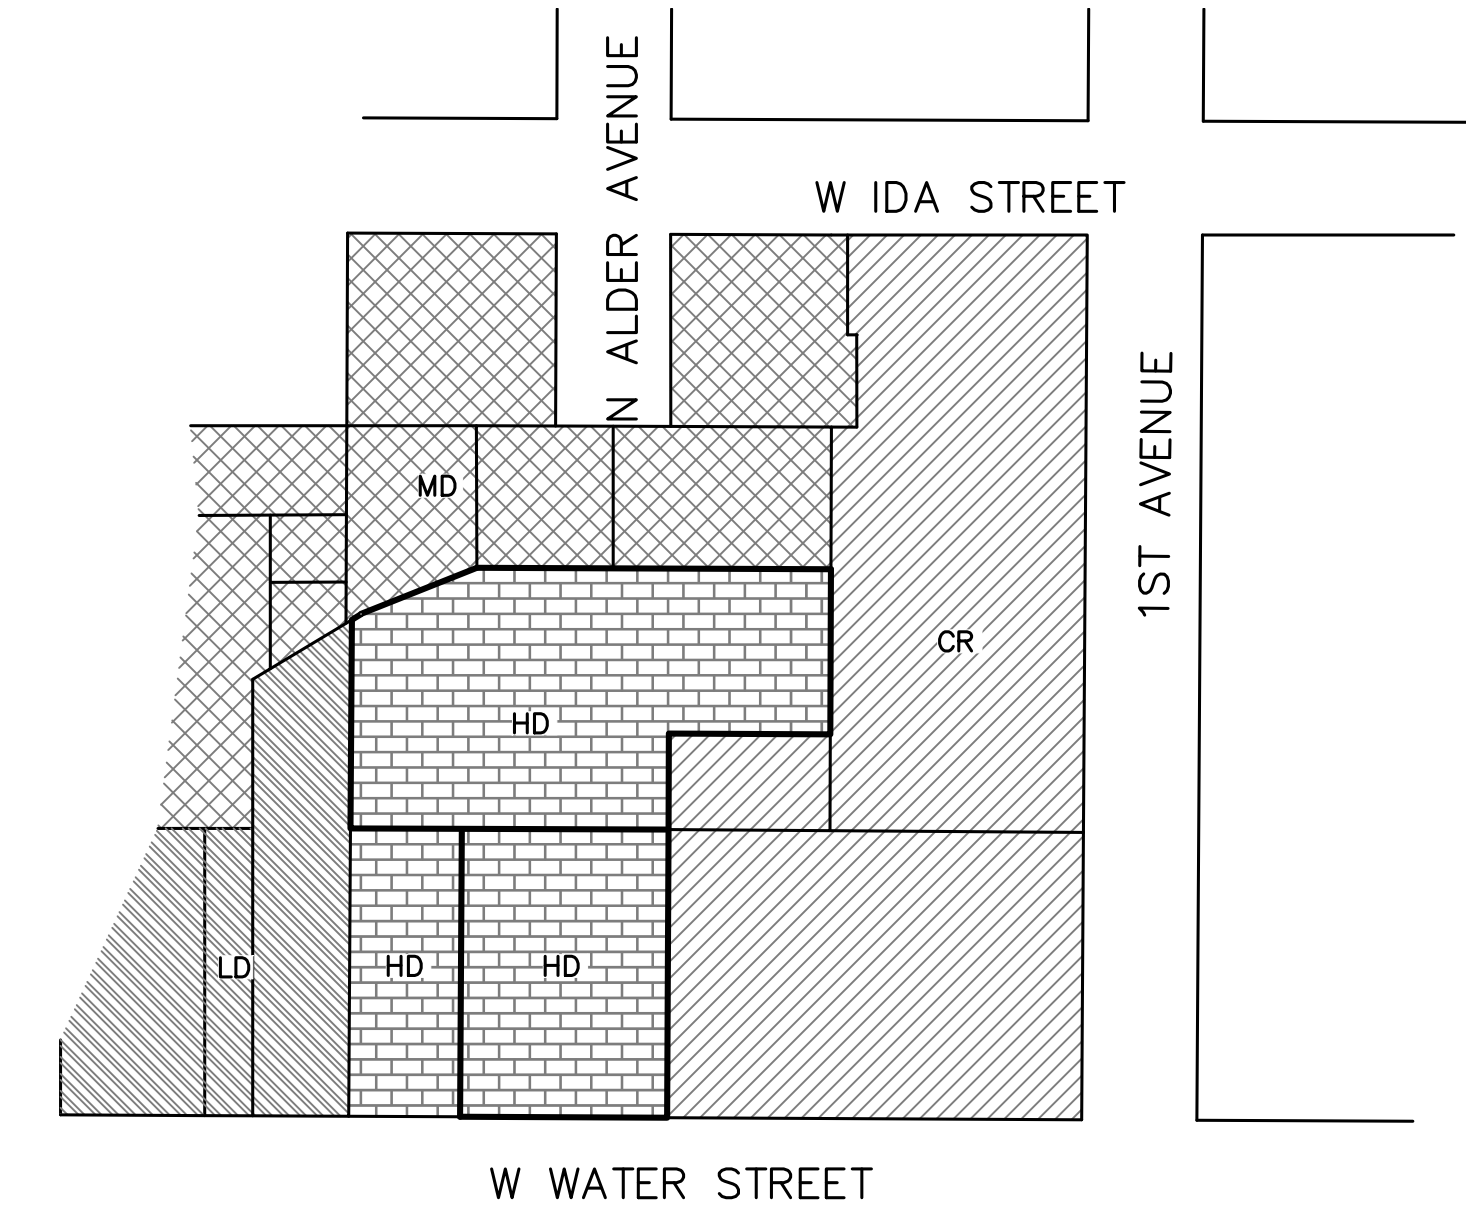 N ALDER AVENUE
W IDA STREET
1ST AVENUE
MD
CR
HD
LD
HD
HD
W WATER STREET